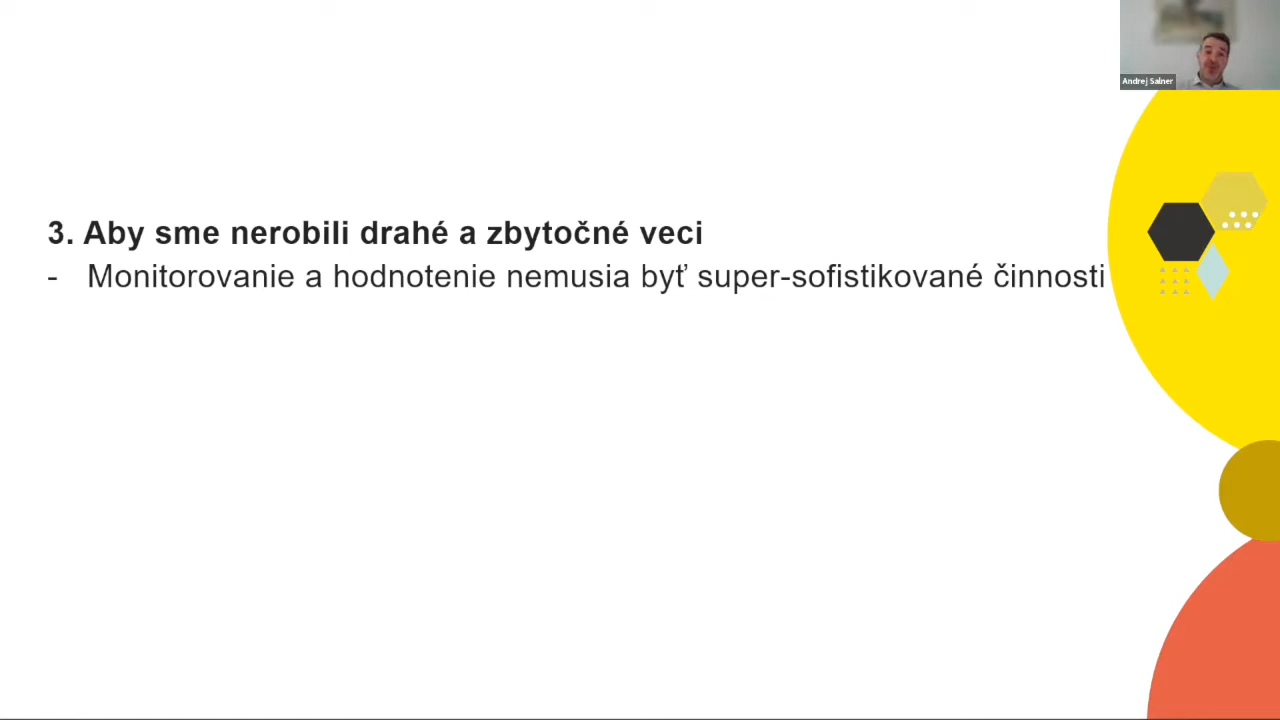 Andrej Salner
3. Aby sme nerobili drahé a zbytočné veci
- Monitorovanie a hodnotenie nemusia byť super-sofistikované činnosti